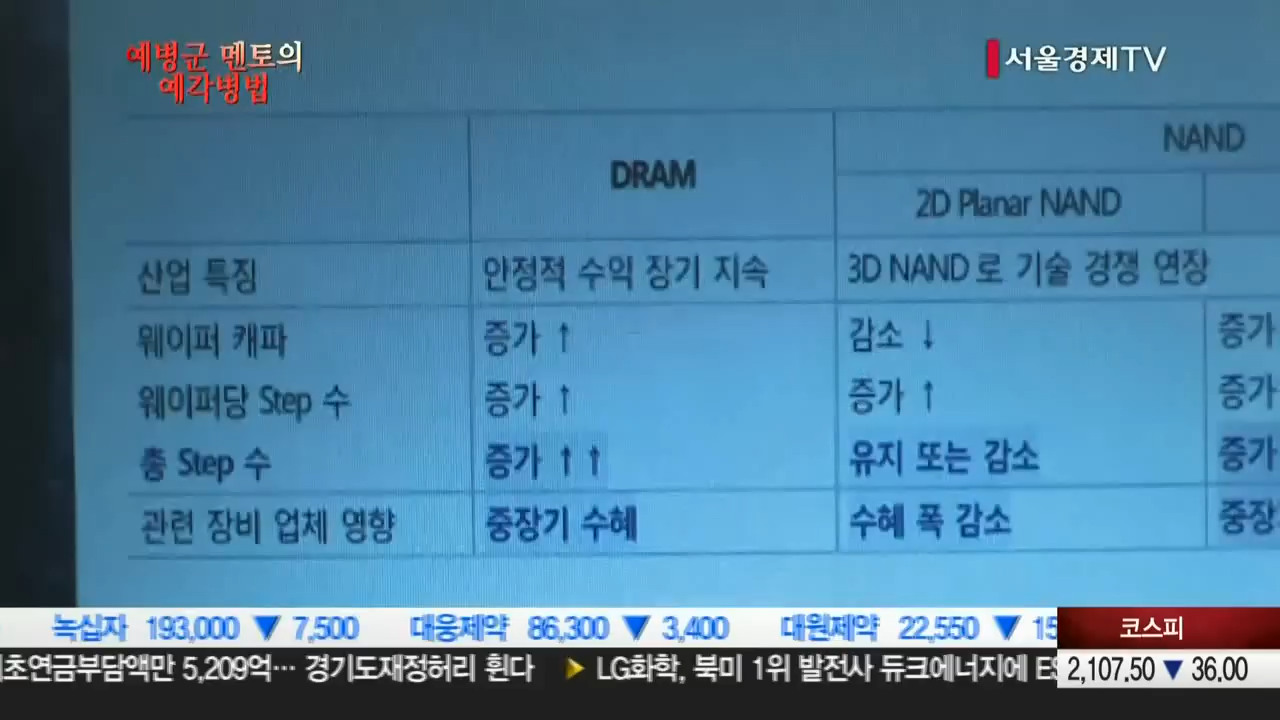 예병군 멘토의
예각병법
서울경제TV
NAND
DRAM
2D Planar NAND
산업 특징 안정적 수익 장기 지속 3D NAND로 기술 경쟁 연장
웨이퍼 캐파 증가 ↑ 감소 ↓ 증가
웨이퍼당 Step 수 증가 ↑ 증가 ↑ 증가
총 Step 수 증가 ↑ ↑ 유지 또는 감소 증가
관련 장비 업체 영향 중장기 수혜 수혜 폭 감소 중장
녹십자 193,000 ▼ 7,500 대웅제약 86,300 ▼ 3,400 대원제약 22,550 ▼ 15
코스피
초연금부담액만 5,209억··· 경기도재정허리 휜다 ▶ LG화학, 북미 1위 발전사 듀크에너지에 ES
2,107.50 ▼ 36.00